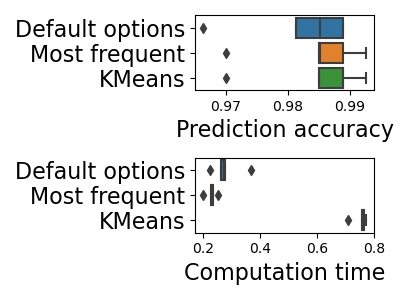 Default options
Most frequent
KMeans
0.97 0.98 0.99
Prediction accuracy
Default options
Most frequent
KMeans
0.2 0.4 0.6 0.8
Computation time